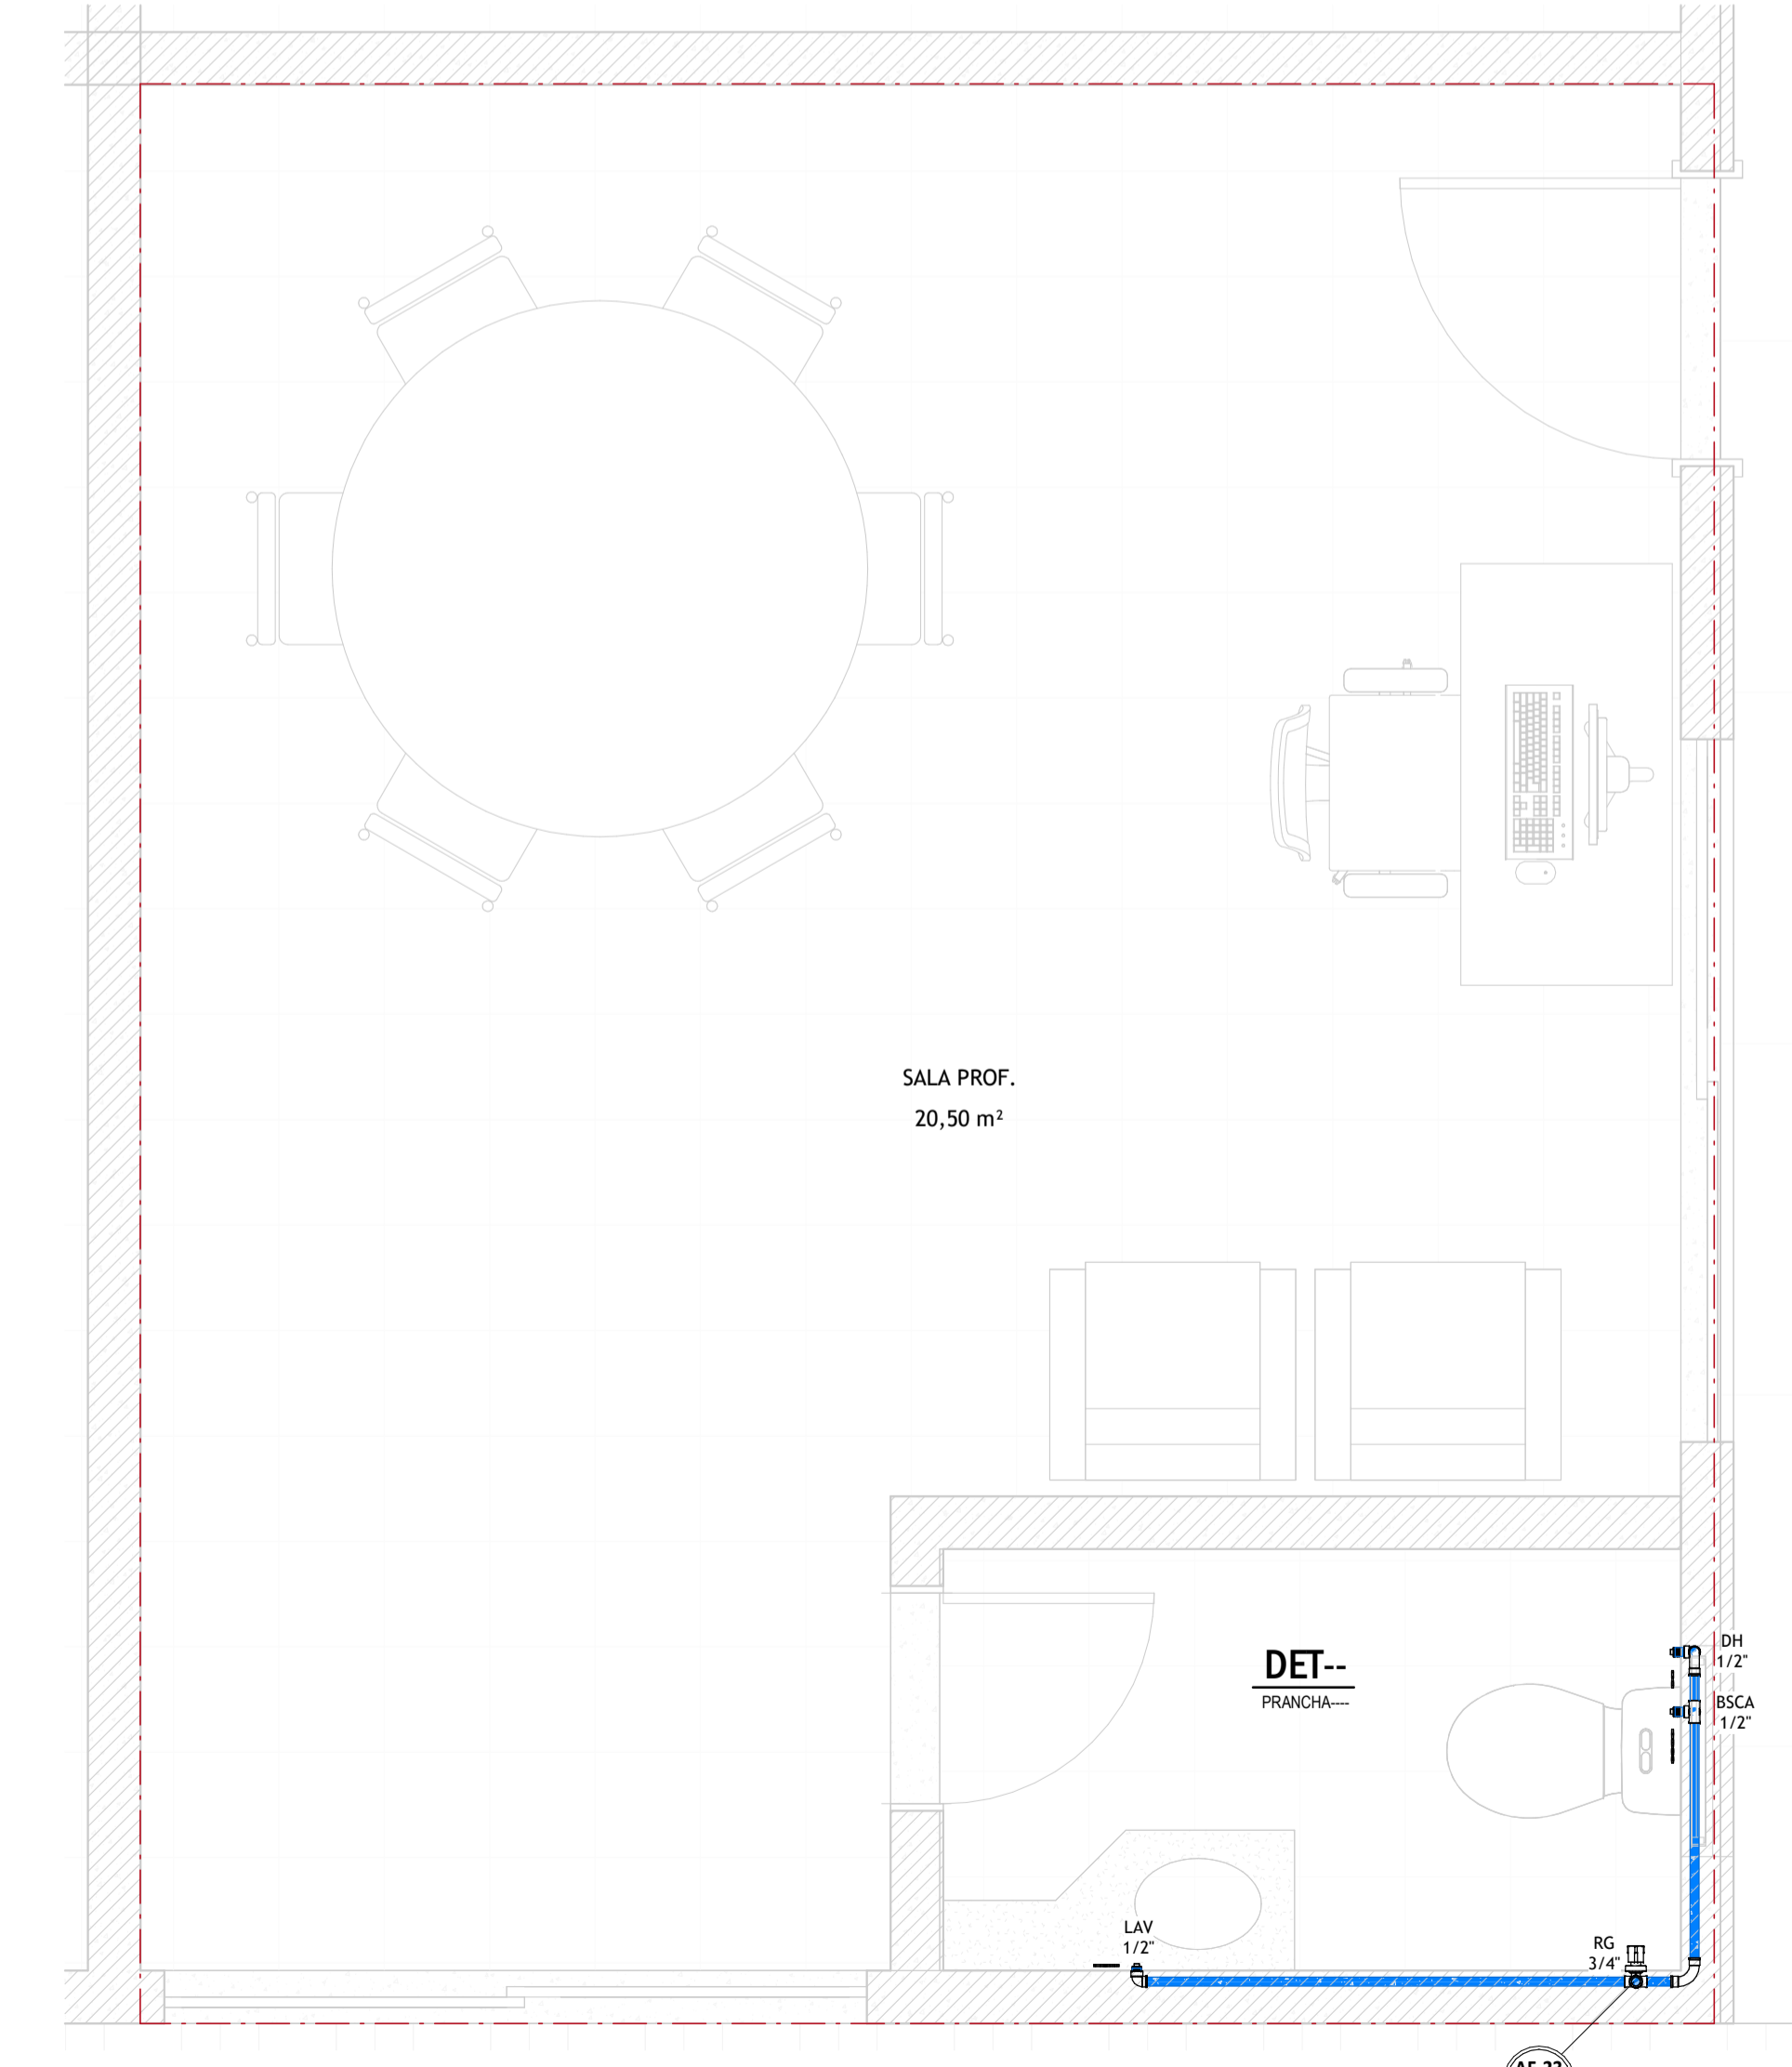 SALA PROF.
20,50 m²
DET--
PRANCHA----
DH
1/2"
BSCA
1/2"
LAV
1/2"
RG
3/4"